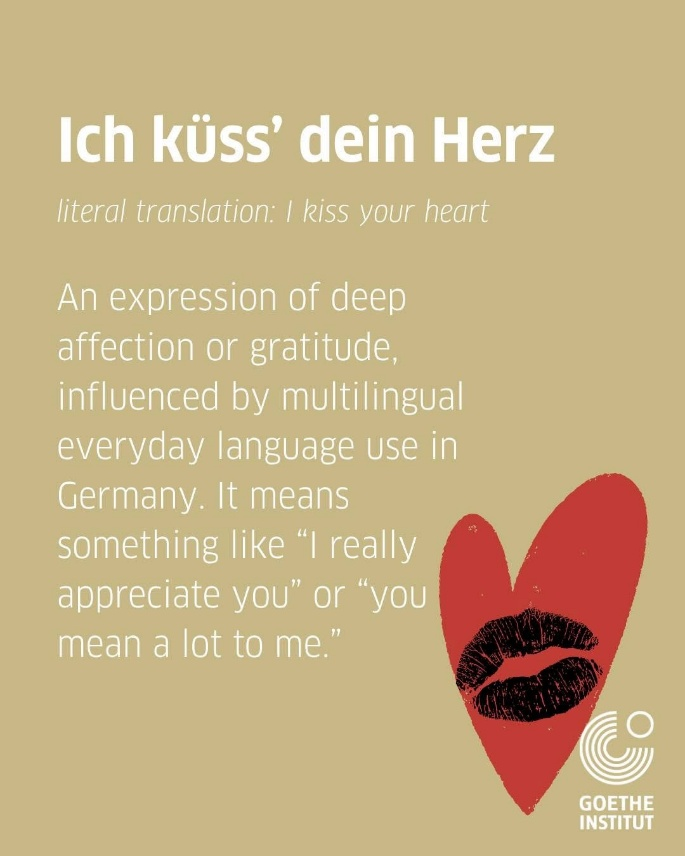 Ich küss’ dein Herz
literal translation: I kiss your heart
An expression of deep
affection or gratitude,
influenced by multilingual
everyday language use in
Germany. It means
something like “I really
appreciate you” or “you
mean a lot to me.”
GOETHE
INSTITUT